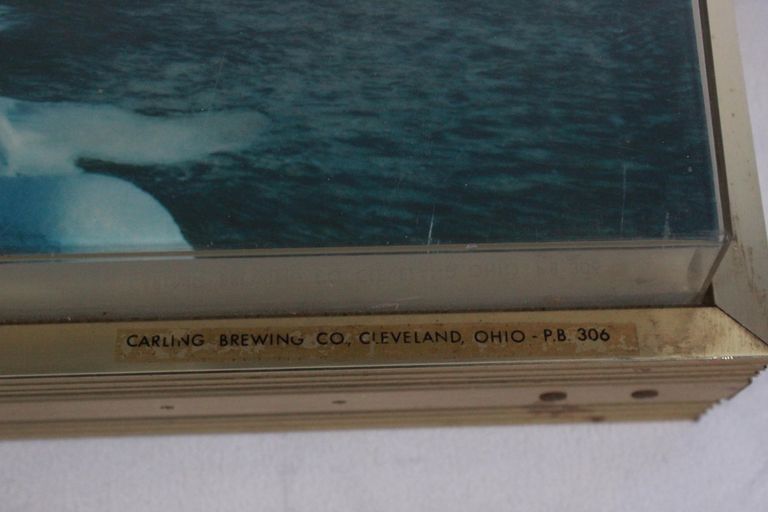 CARLING BREWING CO., CLEVELAND, OHIO - P.B. 306